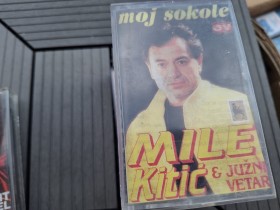 moj sokole
MILE
Kitić
& JUŽNI
VETAR